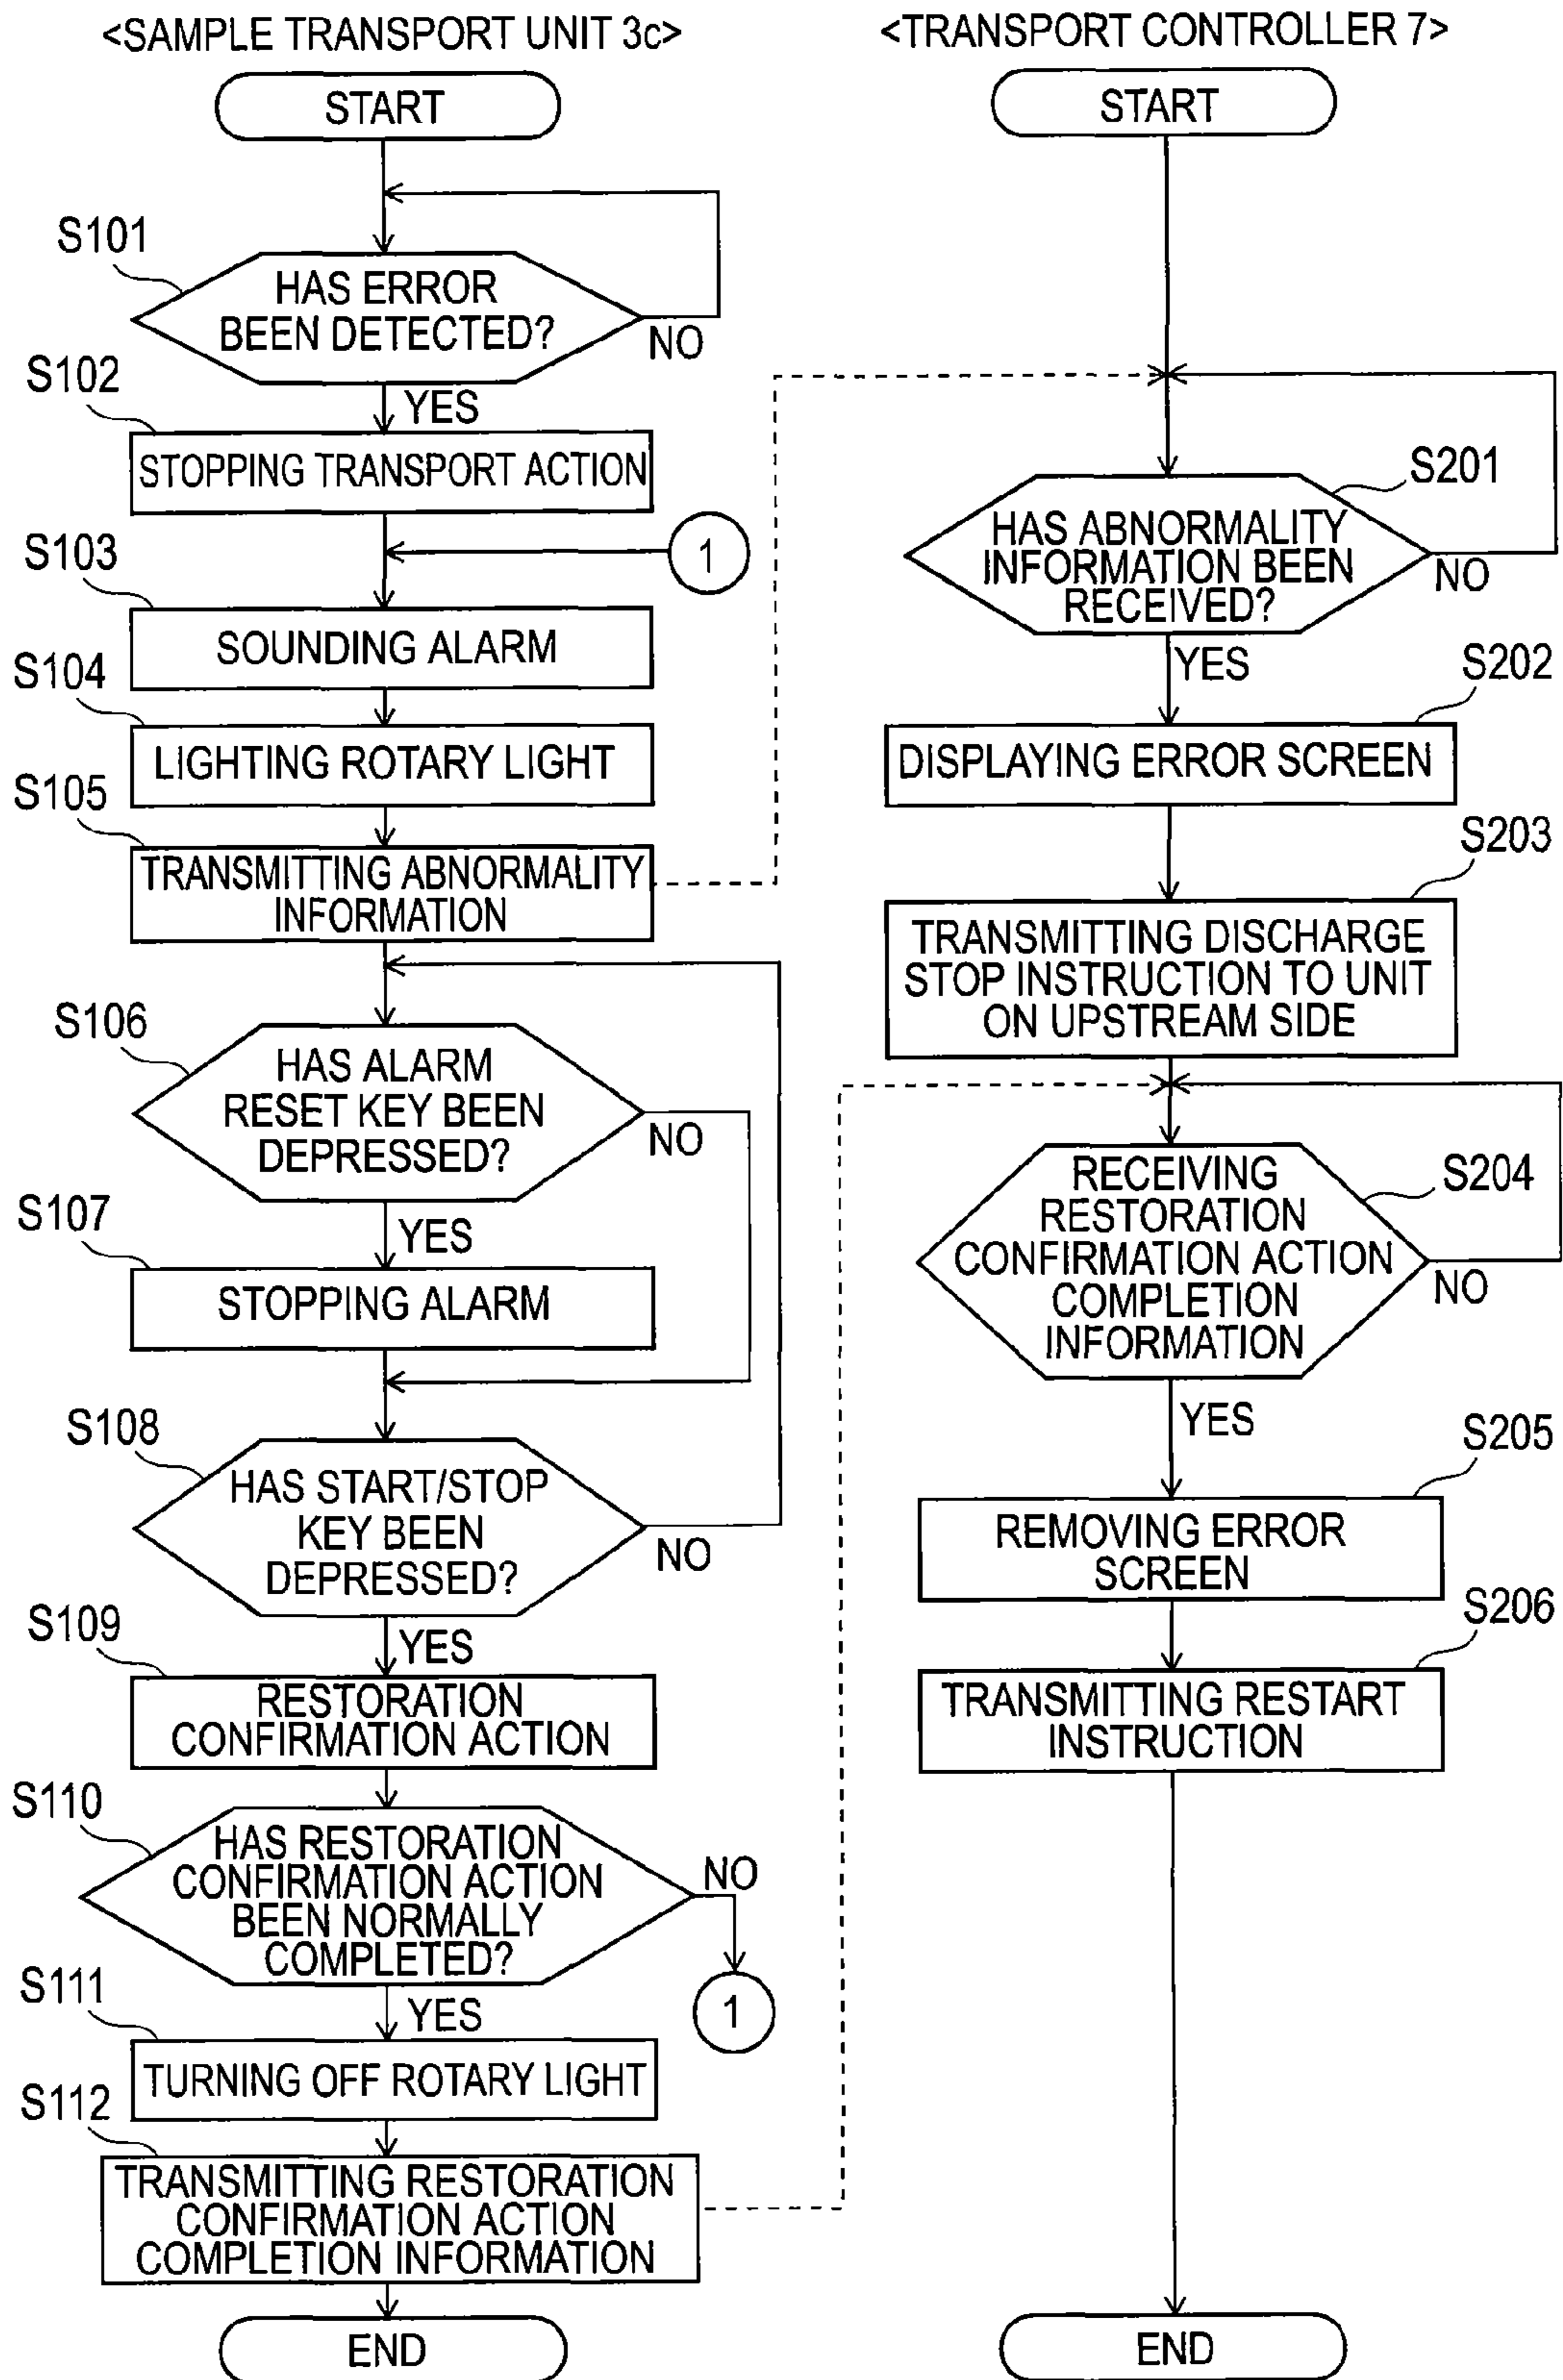 <SAMPLE TRANSPORT UNIT 3c>
START
S101
HAS ERROR
BEEN DETECTED?
NO
YES
S102
STOPPING TRANSPORT ACTION
1
S103
SOUNDING ALARM
S104
LIGHTING ROTARY LIGHT
S105
TRANSMITTING ABNORMALITY
INFORMATION
S106
HAS ALARM
RESET KEY BEEN
DEPRESSED?
NO
YES
S107
STOPPING ALARM
S108
HAS START/STOP
KEY BEEN
DEPRESSED?
NO
YES
S109
RESTORATION
CONFIRMATION ACTION
S110
HAS RESTORATION
CONFIRMATION ACTION
BEEN NORMALLY
COMPLETED?
NO
1
YES
S111
TURNING OFF ROTARY LIGHT
S112
TRANSMITTING RESTORATION
CONFIRMATION ACTION
COMPLETION INFORMATION
END
<TRANSPORT CONTROLLER 7>
START
S201
HAS ABNORMALITY
INFORMATION BEEN
RECEIVED?
NO
YES
S202
DISPLAYING ERROR SCREEN
S203
TRANSMITTING DISCHARGE
STOP INSTRUCTION TO UNIT
ON UPSTREAM SIDE
S204
RECEIVING
RESTORATION
CONFIRMATION ACTION
COMPLETION
INFORMATION
NO
YES
S205
REMOVING ERROR
SCREEN
S206
TRANSMITTING RESTART
INSTRUCTION
END